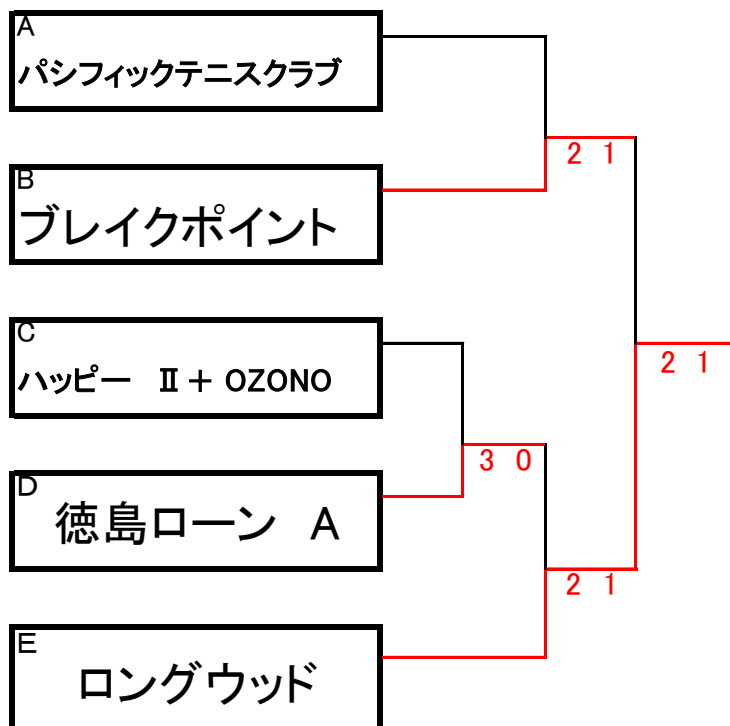 A
パシフィックテニスクラブ
2 1
B
ブレイクポイント
C
ハッピー Ⅱ+ OZONO
2 1
3 0
D
徳島ローン A
2 1
E
ロングウッド